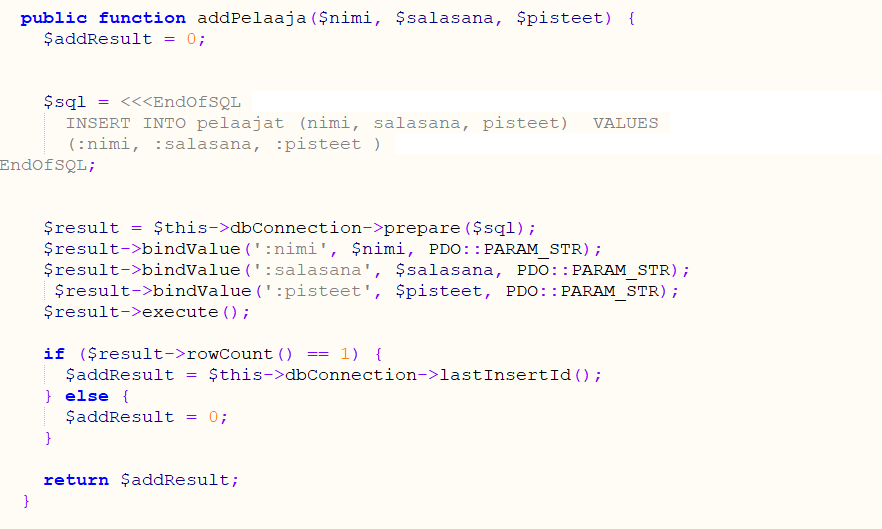 public function addPelaaja($nimi, $salasana, $pisteet) {
$addResult = 0;
$sql = <<<EndOfSQL
INSERT INTO pelaajat (nimi, salasana, pisteet)  VALUES
(:nimi, :salasana, :pisteet )
EndOfSQL;
$result = $this->dbConnection->prepare($sql);
$result->bindValue(':nimi', $nimi, PDO::PARAM_STR);
$result->bindValue(':salasana', $salasana, PDO::PARAM_STR);
$result->bindValue(':pisteet', $pisteet, PDO::PARAM_STR);
$result->execute();
if ($result->rowCount() == 1) {
$addResult = $this->dbConnection->lastInsertId();
} else {
$addResult = 0;
}
return $addResult;
}